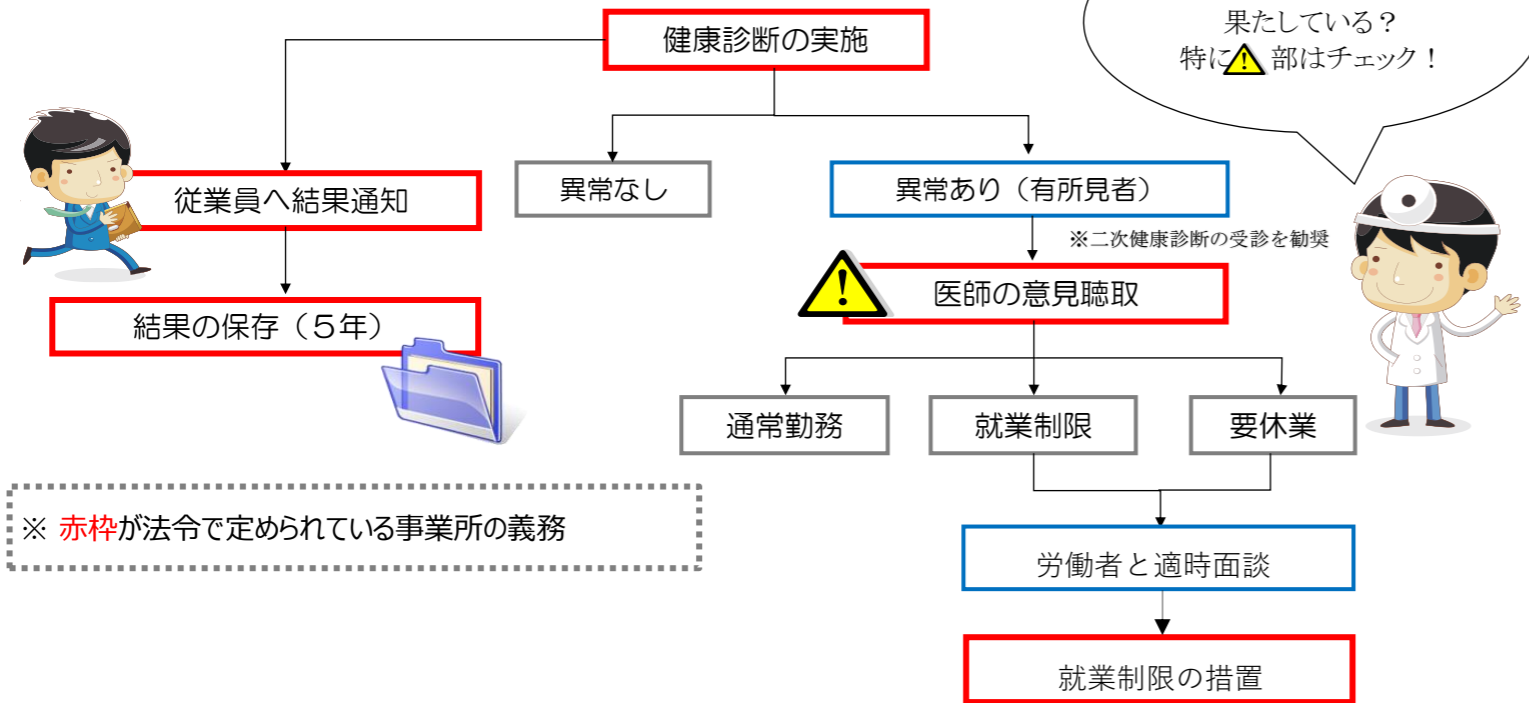 果たしている？
特に 部はチェック！
健康診断の実施
従業員へ結果通知
異常なし
異常あり（有所見者）
※二次健康診断の受診を勧奨
医師の意見聴取
結果の保存（５年）
通常勤務
就業制限
要休業
※ 赤枠が法令で定められている事業所の義務
労働者と適時面談
就業制限の措置